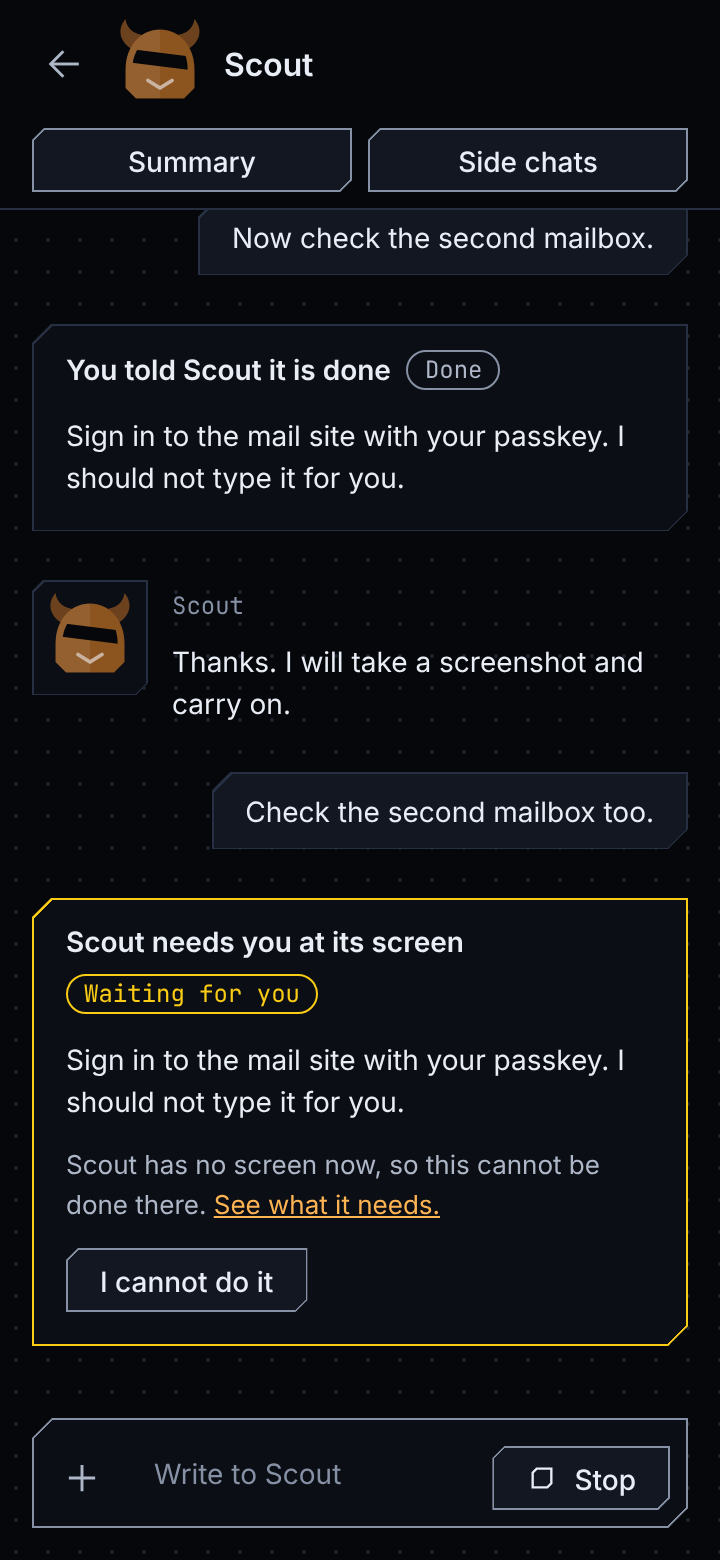 Scout
Summary
Side chats
Now check the second mailbox.
You told Scout it is done
Done
Sign in to the mail site with your passkey. I
should not type it for you.
Scout
Thanks. I will take a screenshot and
carry on.
Check the second mailbox too.
Scout needs you at its screen
Waiting for you
Sign in to the mail site with your passkey. I
should not type it for you.
Scout has no screen now, so this cannot be
done there. See what it needs.
I cannot do it
Write to Scout
Stop